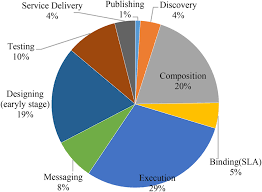 Publishing
1%
Discovery
4%
Composition
20%
Binding(SLA)
5%
Execution
29%
Messaging
8%
Designing
(earyly stage)
19%
Testing
10%
Service Delivery
4%